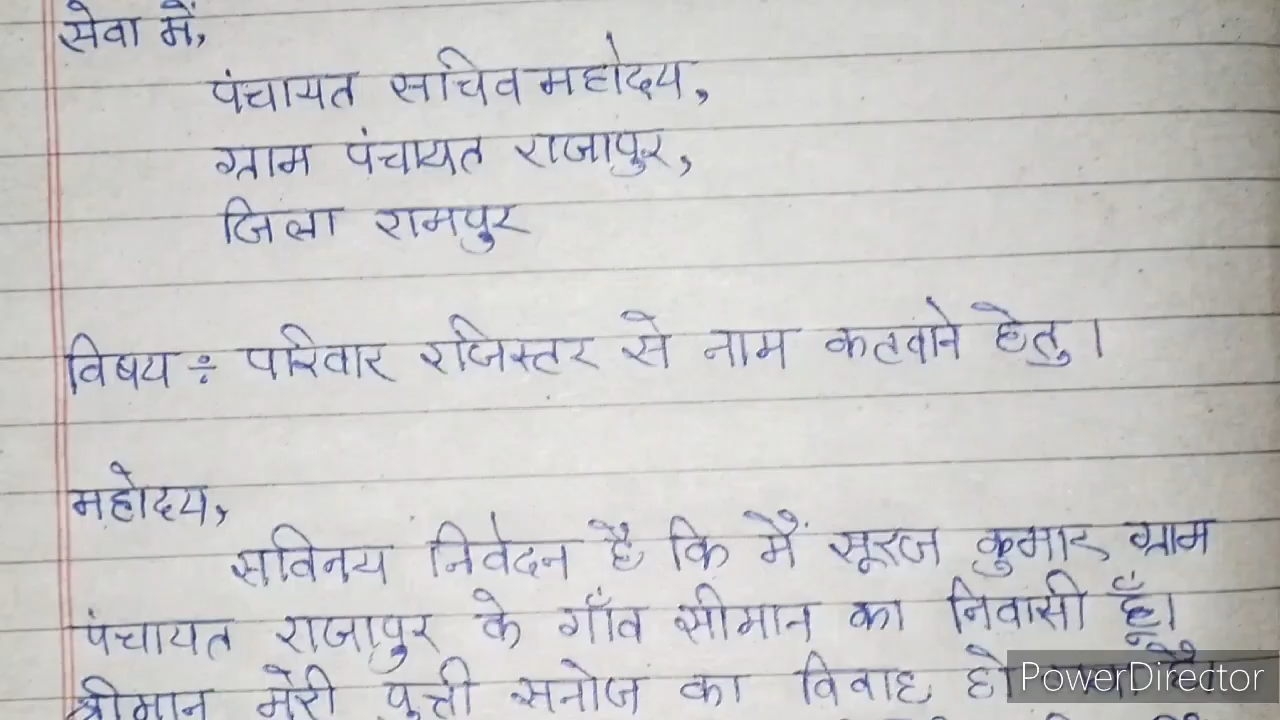 सेवा में,
पंचायत सचिव महोदय,
ग्राम पंचायत राजापुर,
जिला रामपुर
विषय ÷ परिवार रजिस्तर से नाम कटवाने हेतु।
महोदय,
सविनय निवेदन है कि मैं सूरज कुमार ग्राम
पंचायत राजापुर के गाँव सीमान का निवासी हूँ।
श्रीमान मेरी पुत्री सनोज का विवाह हो
PowerDirector